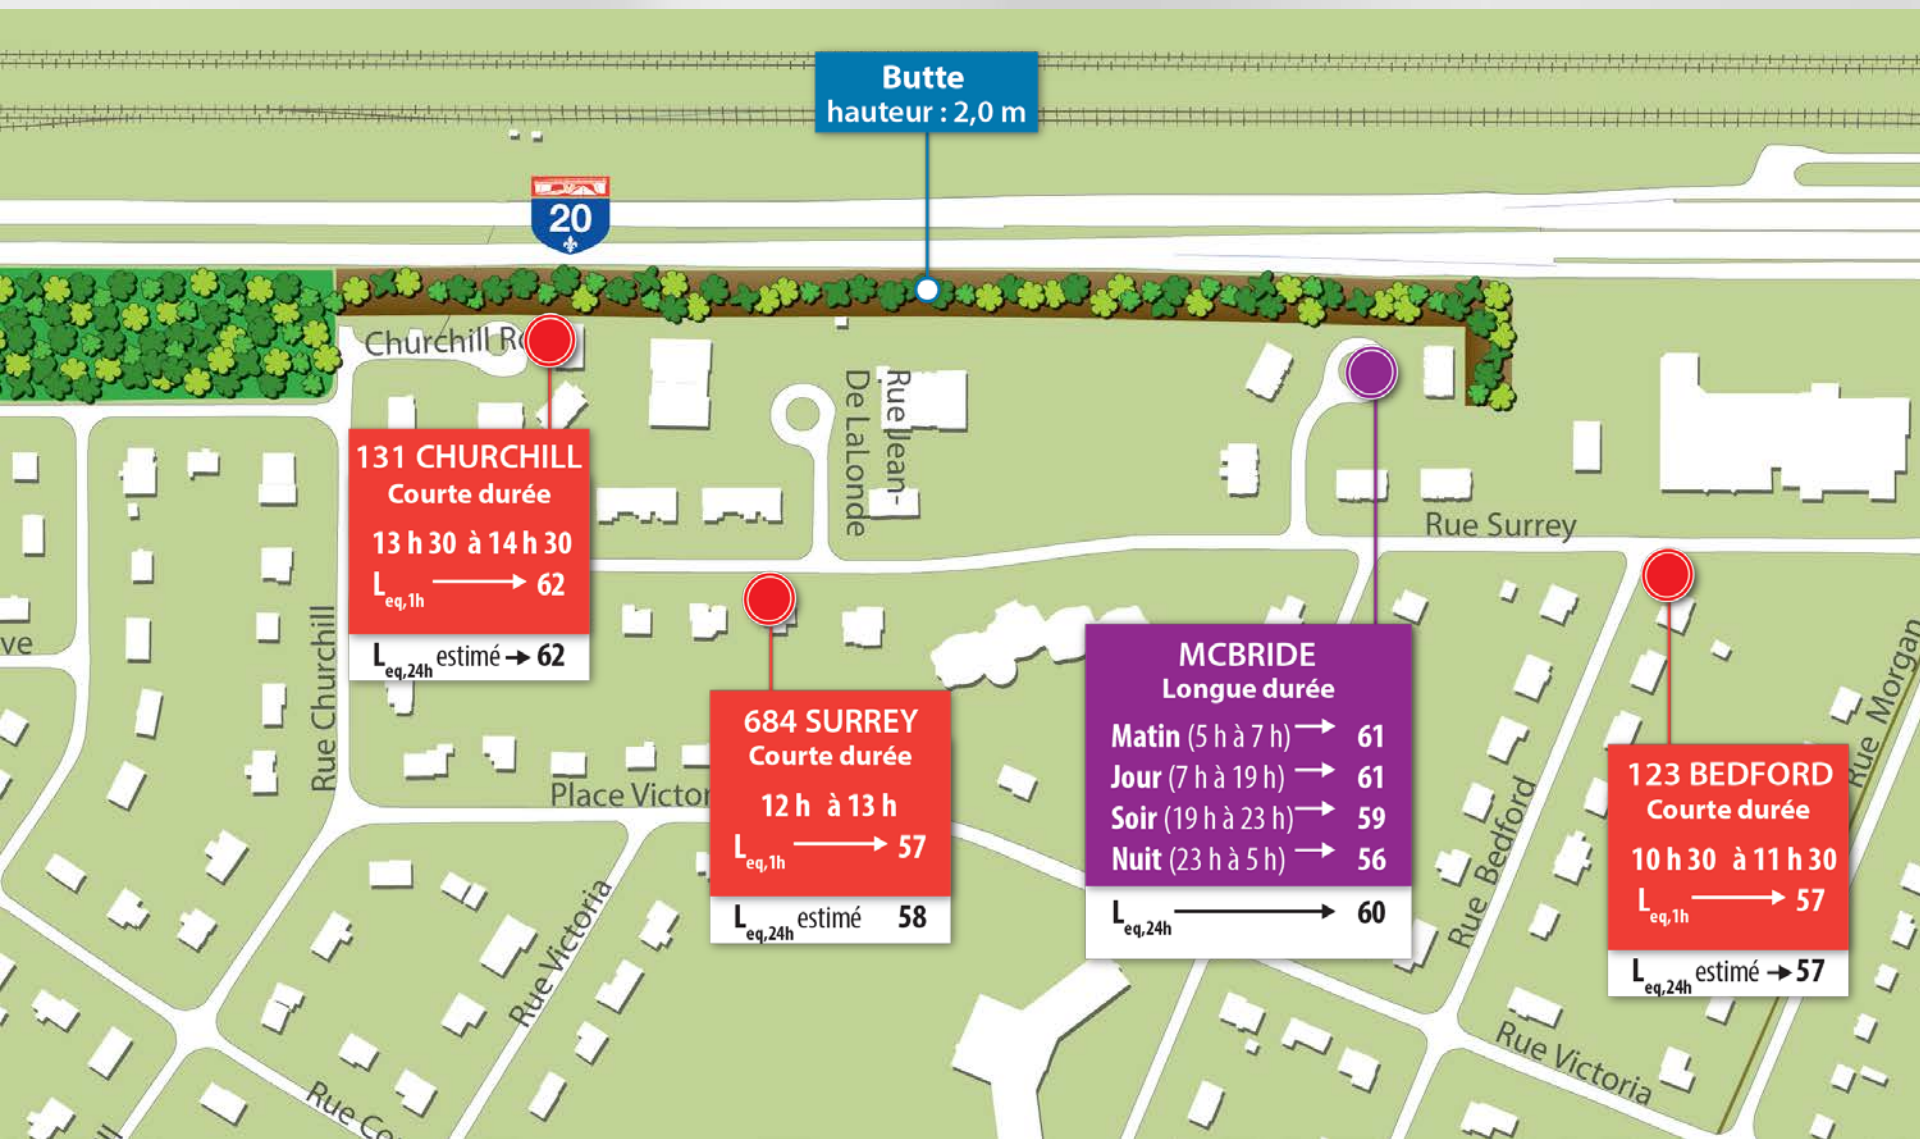 Butte
hauteur : 2,0 m
20
Churchill
Rue Jean-
De LaLonde
131 CHURCHILL
Courte durée
13 h 30 à 14 h 30
Leq,1h → 62
Leq,24h estimé → 62
Rue Surrey
Rue Churchill
ve
684 SURREY
Courte durée
12 h à 13 h
Leq,1h → 57
Leq,24h estimé 58
MCBRIDE
Longue durée
Matin (5 h à 7 h) → 61
Jour (7 h à 19 h) → 61
Soir (19 h à 23 h) → 59
Nuit (23 h à 5 h) → 56
Leq,24h → 60
123 BEDFORD
Courte durée
10 h 30 à 11 h 30
Leq,1h → 57
Leq,24h estimé → 57
Rue Morgan
Place Victor
Rue Bedford
Rue Victoria
Rue Victoria
Rue Ce